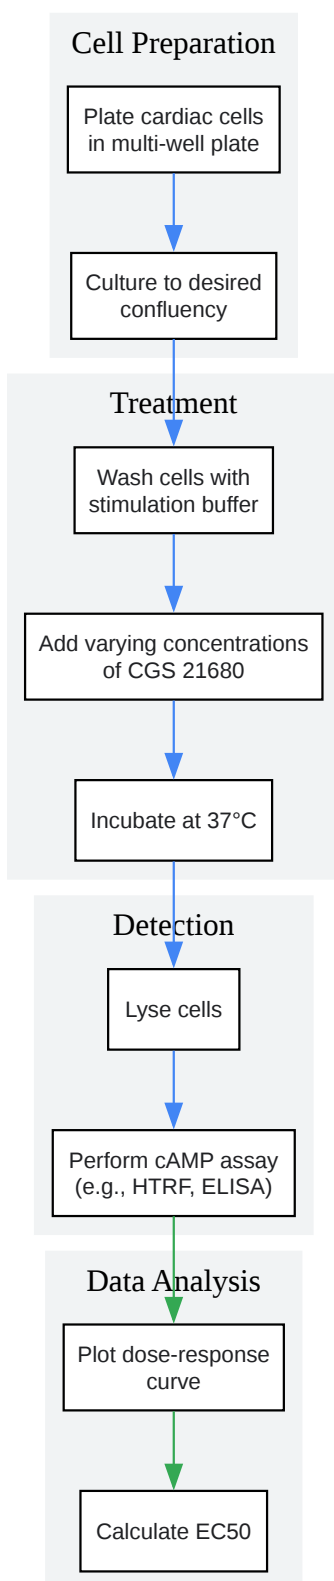 Cell Preparation
Plate cardiac cells
in multi-well plate
Culture to desired
confluency
Treatment
Wash cells with
stimulation buffer
Add varying concentrations
of CGS 21680
Incubate at 37°C
Detection
Lyse cells
Perform cAMP assay
(e.g., HTRF, ELISA)
Data Analysis
Plot dose-response
curve
Calculate EC50